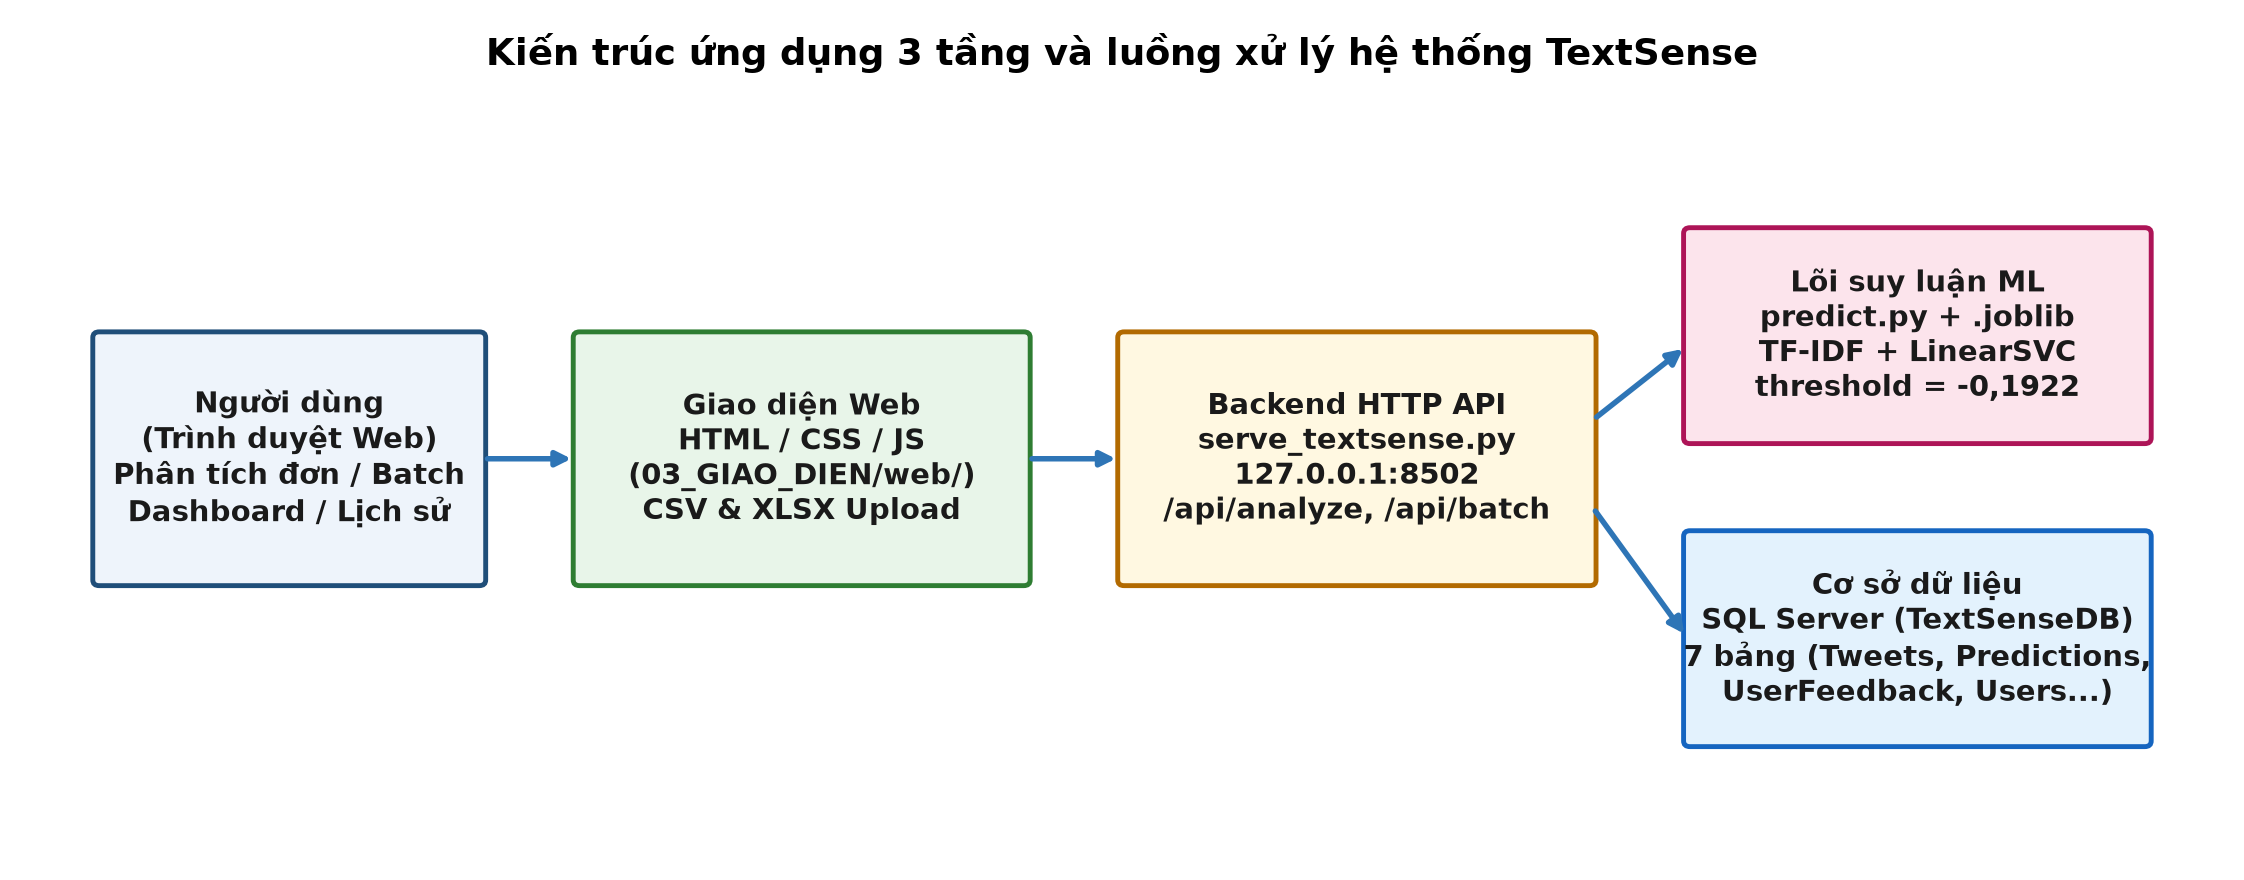 Kiến trúc ứng dụng 3 tầng và luồng xử lý hệ thống TextSense
Người dùng
(Trình duyệt Web)
Phân tích đơn / Batch
Dashboard / Lịch sử
Giao diện Web
HTML / CSS / JS
(03_GIAO_DIEN/web/)
CSV & XLSX Upload
Backend HTTP API
serve_textsense.py
127.0.0.1:8502
/api/analyze, /api/batch
Lõi suy luận ML
predict.py + .joblib
TF-IDF + LinearSVC
threshold = -0,1922
Cơ sở dữ liệu
SQL Server (TextSenseDB)
7 bảng (Tweets, Predictions,
UserFeedback, Users...)